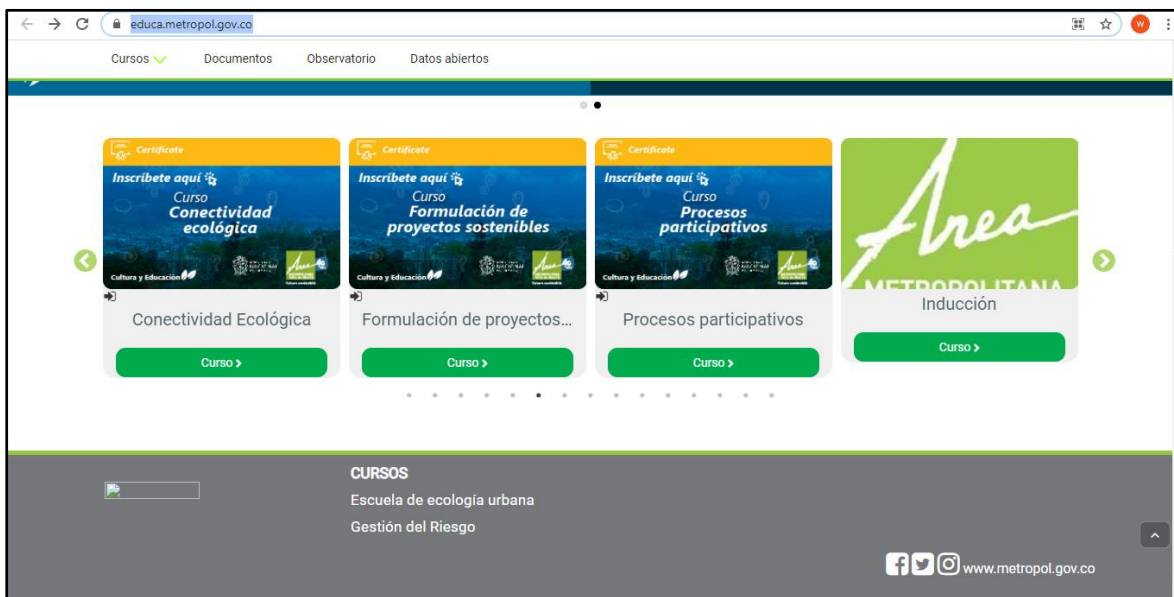 educa.metropol.gov.co
W
Cursos
Documentos
Observatorio
Datos abiertos
Certificate
Inscríbete aquí
Curso
Conectividad
ecológica
Cultura y Educación
Conectividad Ecológica
Curso >
Certificate
Inscríbete aquí
Curso
Formulación de
proyectos sostenibles
Cultura y Educación
Formulación de proyectos...
Curso >
Certificate
Inscríbete aquí
Curso
Procesos
participativos
Cultura y Educación
Procesos participativos
Curso >
Area
METROPOLITANA
Inducción
Curso >
CURSOS
Escuela de ecología urbana
Gestión del Riesgo
www.metropol.gov.co